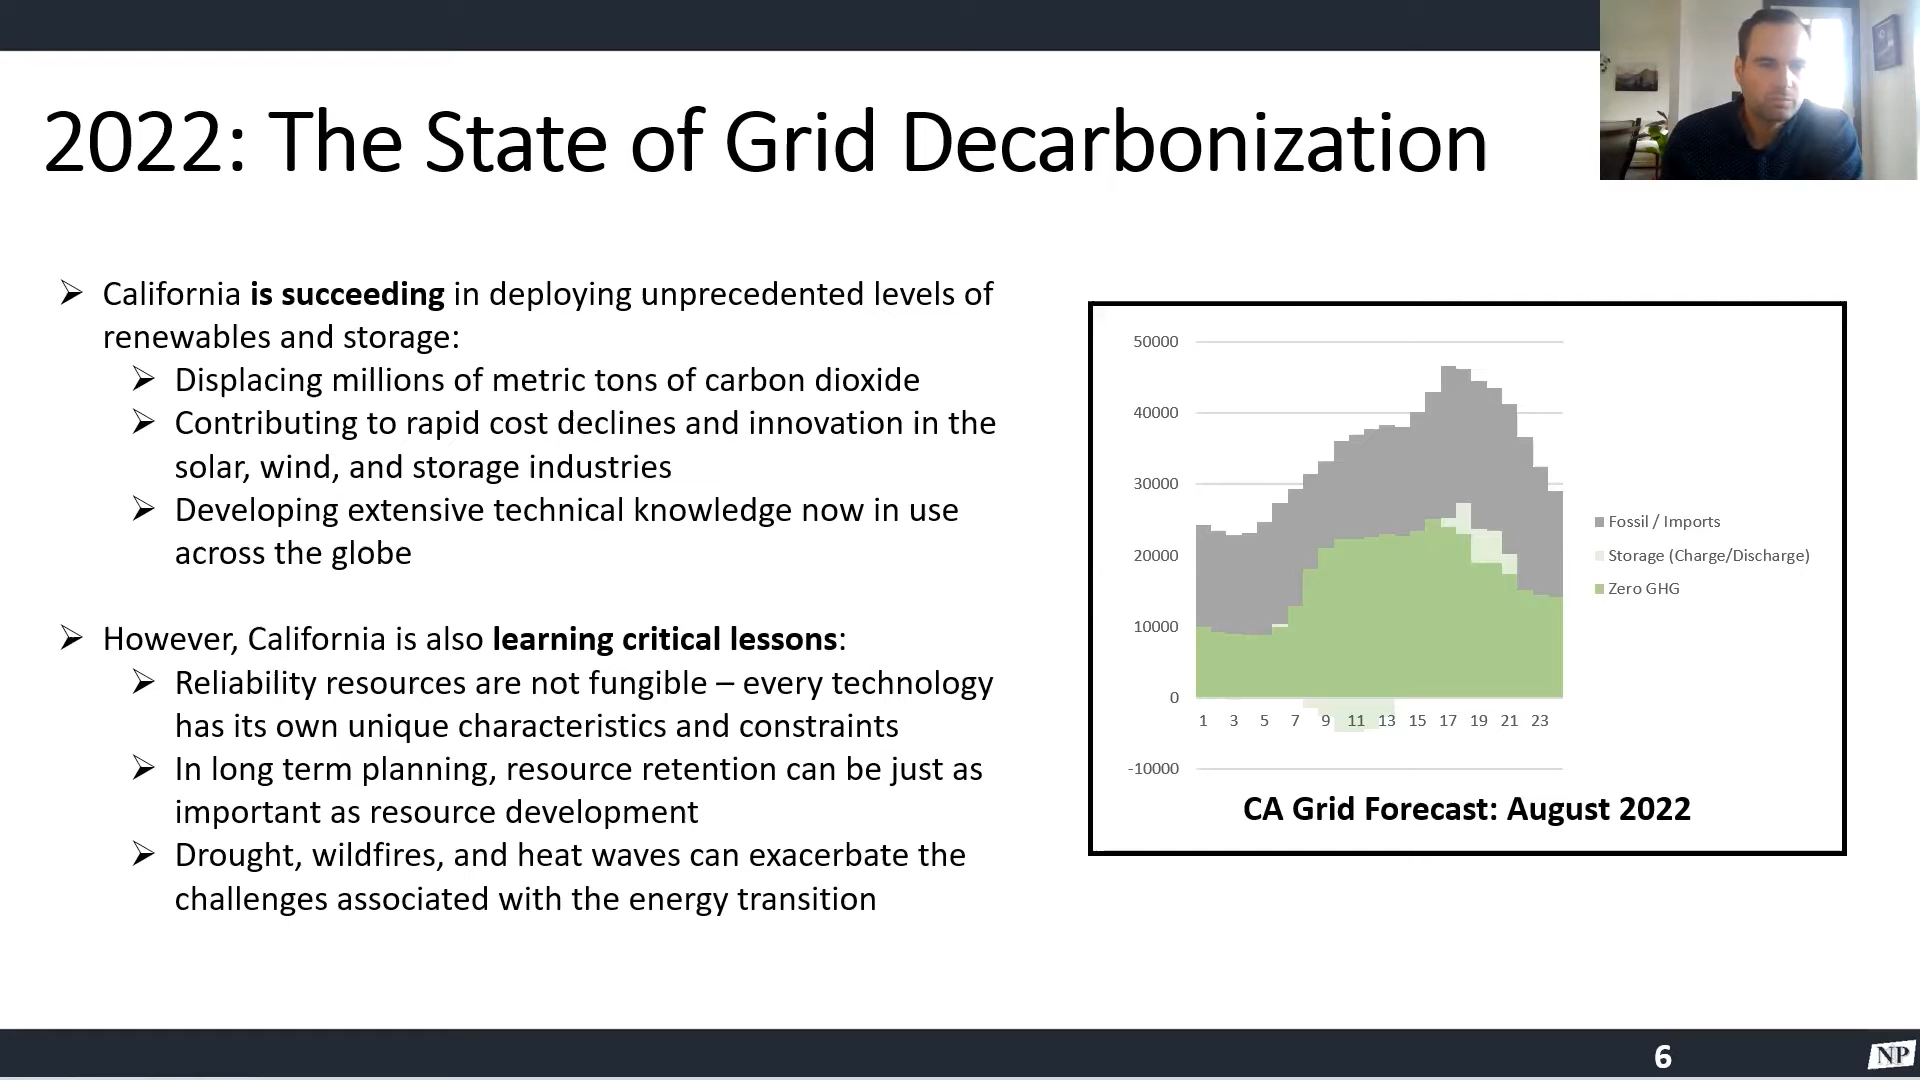 2022: The State of Grid Decarbonization
➢ California is succeeding in deploying unprecedented levels of
renewables and storage:
➢ Displacing millions of metric tons of carbon dioxide
➢ Contributing to rapid cost declines and innovation in the
solar, wind, and storage industries
➢ Developing extensive technical knowledge now in use
across the globe
➢ However, California is also learning critical lessons:
➢ Reliability resources are not fungible – every technology
has its own unique characteristics and constraints
➢ In long term planning, resource retention can be just as
important as resource development
➢ Drought, wildfires, and heat waves can exacerbate the
challenges associated with the energy transition
50000
40000
30000
20000
10000
0
1 3 5 7 9 11 13 15 17 19 21 23
-10000
Fossil / Imports
Storage (Charge/Discharge)
Zero GHG
CA Grid Forecast: August 2022
6
NP